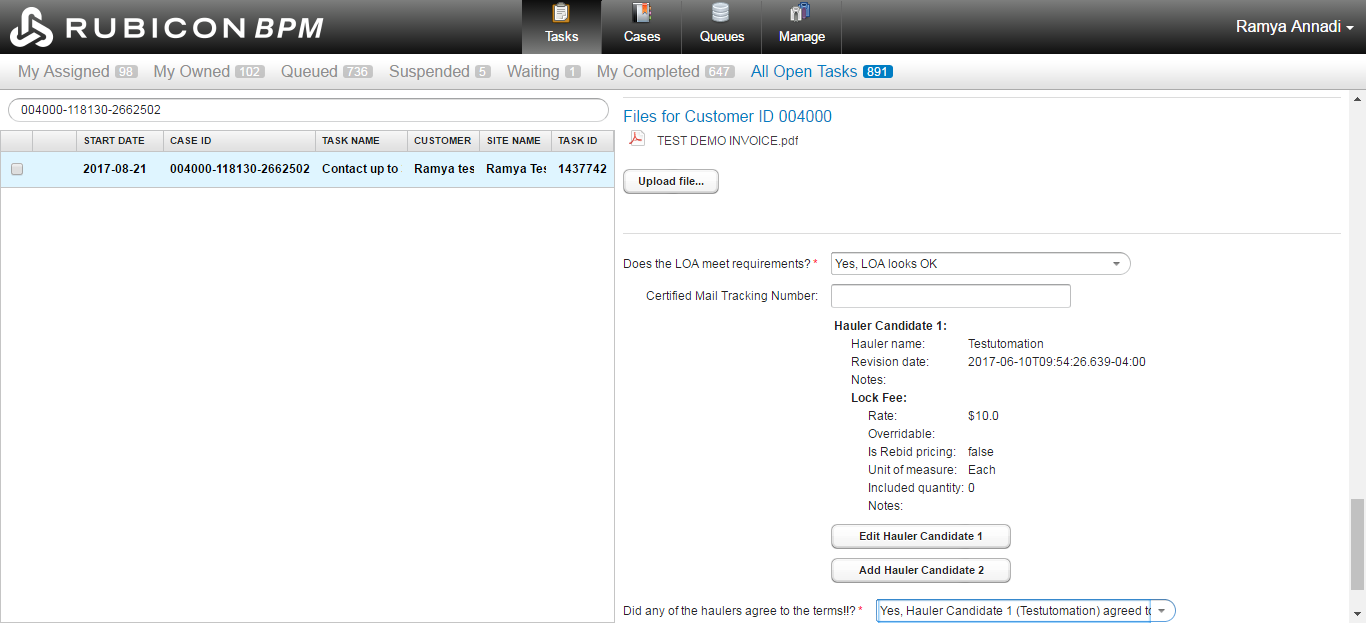 RUBICON BPM
Tasks Cases Queues Manage
Ramya Annadi
My Assigned 98 My Owned 102 Queued 736 Suspended 5 Waiting 1 My Completed 647 All Open Tasks 891
004000-118130-2662502
START DATE CASE ID TASK NAME CUSTOMER SITE NAME TASK ID
2017-08-21 004000-118130-2662502 Contact up to Ramya tes Ramya Tes 1437742
Files for Customer ID 004000
TEST DEMO INVOICE.pdf
Upload file...
Does the LOA meet requirements?* Yes, LOA looks OK
Certified Mail Tracking Number:
Hauler Candidate 1:
Hauler name: Testutomation
Revision date: 2017-06-10T09:54:26.639-04:00
Notes:
Lock Fee:
Rate: $10.0
Overridable:
Is Rebid pricing: false
Unit of measure: Each
Included quantity: 0
Notes:
Edit Hauler Candidate 1
Add Hauler Candidate 2
Did any of the haulers agree to the terms!!?* Yes, Hauler Candidate 1 (Testutomation) agreed